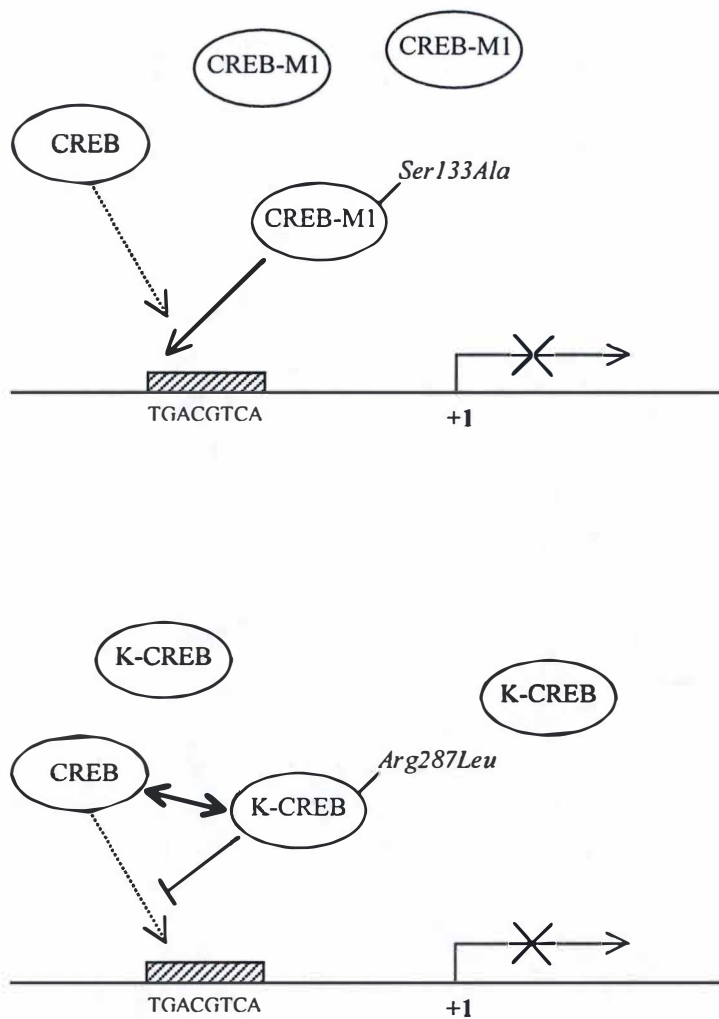 CREB-M1
CREB-M1
CREB
Ser133Ala
CREB-M1
TGACGTCA
+1
K-CREB
K-CREB
CREB
Arg287Leu
K-CREB
TGACGTCA
+1